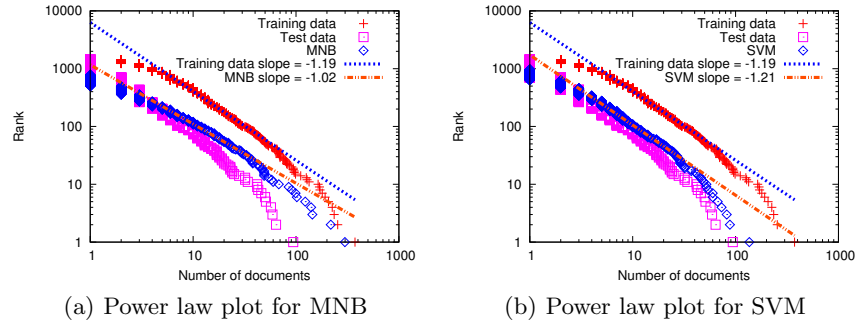 Training data
Test data
MNB
Training data slope = -1.19
MNB slope = -1.02
1000
100
10
1
Rank
1 10 100 1000
Number of documents
(a) Power law plot for MNB
Training data
Test data
SVM
Training data slope = -1.19
SVM slope = -1.21
10000
1000
100
10
1
Rank
1 10 100 1000
Number of documents
(b) Power law plot for SVM
10000